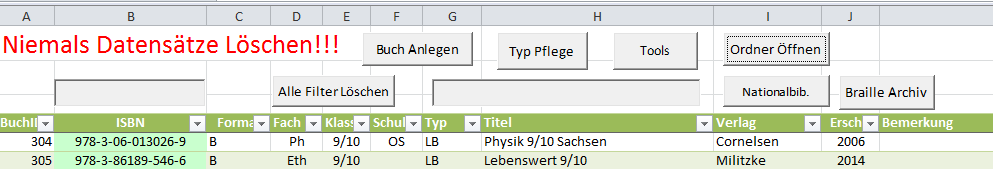 A B C D E F G H I J K
Niemals Datensätze Löschen!!! Buch Anlegen Typ Pflege Tools Ordner Öffnen
Alle Filter Löschen Nationalbib. Braille Archiv
BuchI ISBN Forma Fach Klass Schul Typ Titel Verlag Ersch Bemerkung
304 978-3-06-013026-9 B Ph 9/10 OS LB Physik 9/10 Sachsen Cornelsen 2006
305 978-3-86189-546-6 B Eth 9/10 LB Lebenswert 9/10 Militzke 2014